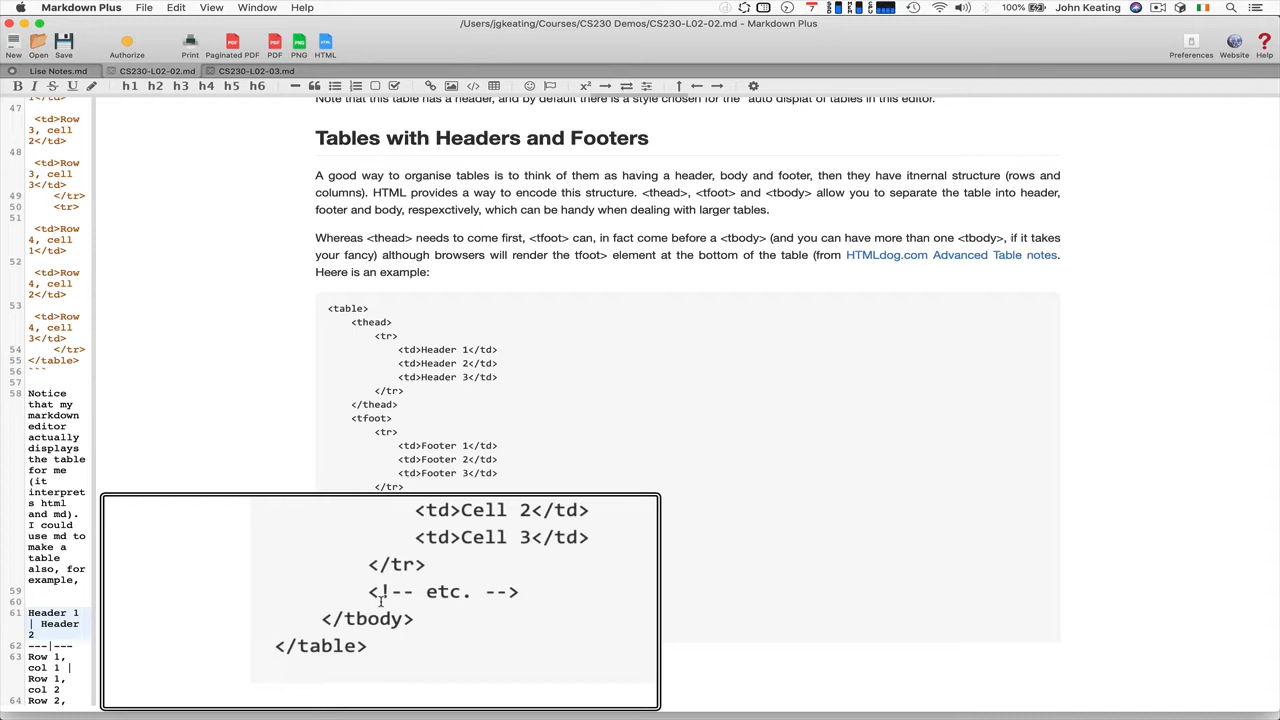 Markdown Plus File Edit View Window Help
7
100%
John Keating
/Users/jgkeating/Courses/CS230 Demos/CS230-L02-02.md - Markdown Plus
New Open Save Authorize Print Paginated PDF PDF PNG HTML Preferences Website Help
Lise Notes.md CS230-L02-02.md CS230-L02-03.md
B I S U h1 h2 h3 h4 h5 h6
1</td>
47
<td>Row
3, cell
2</td>
48
<td>Row
3, cell
3</td>
49 </tr>
50 <tr>
51
<td>Row
4, cell
1</td>
52
<td>Row
4, cell
2</td>
53
<td>Row
4, cell
3</td>
54 </tr>
55 </table>
56 ```
57
58 Notice
that my
markdown
editor
actually
displays
the table
for me
(it
interpret
s html
and md).
I could
use md to
make a
table
also, for
example,
59
60
61 Header 1
| Header
2
62 ---|---
63 Row 1,
col 1 |
Row 1,
col 2
64 Row 2,
Note that this table has a header, and by default there is a style chosen for the auto displat of tables in this editor.
Tables with Headers and Footers
A good way to organise tables is to think of them as having a header, body and footer, then they have itnernal structure (rows and
columns). HTML provides a way to encode this structure. <thead>, <tfoot> and <tbody> allow you to separate the table into header,
footer and body, respexctively, which can be handy when dealing with larger tables.
Whereas <thead> needs to come first, <tfoot> can, in fact come before a <tbody> (and you can have more than one <tbody>, if it takes
your fancy) although browsers will render the tfoot> element at the bottom of the table (from HTMLdog.com Advanced Table notes.
Heere is an example:
<table>
<thead>
<tr>
<td>Header 1</td>
<td>Header 2</td>
<td>Header 3</td>
</tr>
</thead>
<tfoot>
<tr>
<td>Footer 1</td>
<td>Footer 2</td>
<td>Footer 3</td>
</tr>
<td>Cell 2</td>
<td>Cell 3</td>
</tr>
<!-- etc. -->
</tbody>
</table>